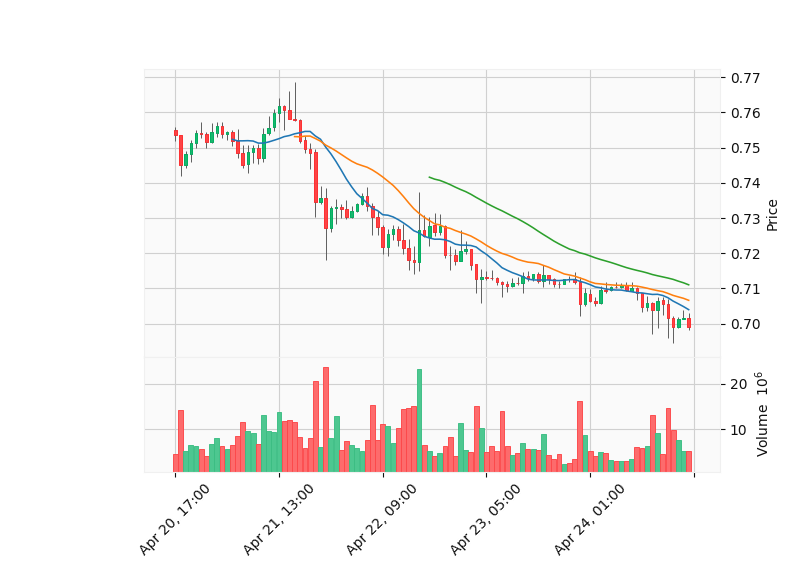 0.77
0.76
0.75
0.74
0.73
0.72
0.71
0.70
Price
20
10
Volume 10^6
Apr 20, 17:00
Apr 21, 13:00
Apr 22, 09:00
Apr 23, 05:00
Apr 24, 01:00